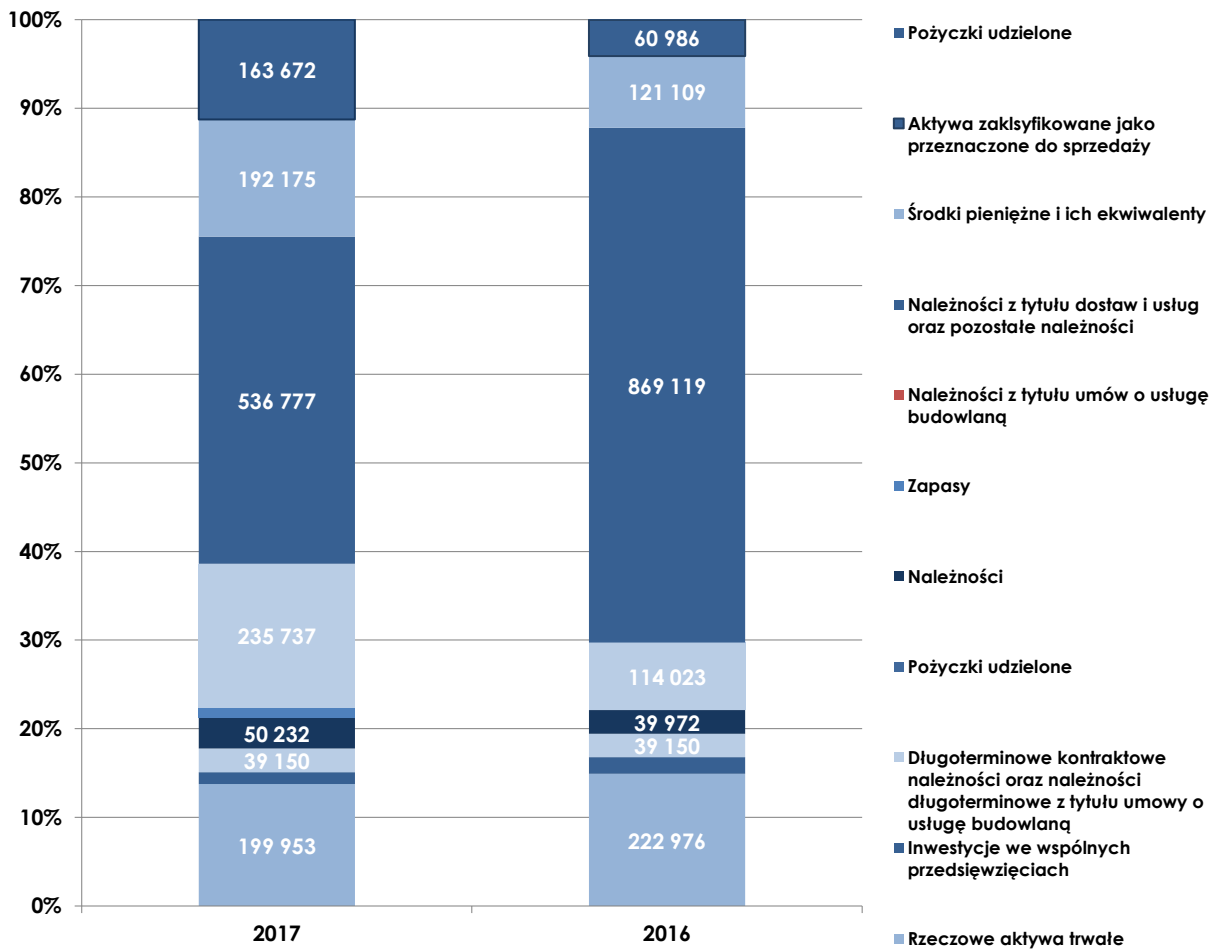 100%
90%
80%
70%
60%
50%
40%
30%
20%
10%
0%
163 672
192 175
536 777
235 737
50 232
39 150
199 953
60 986
121 109
869 119
114 023
39 972
39 150
222 976
2017
2016
Pożyczki udzielone
Aktywa zaklsyfikowane jako
przeznaczone do sprzedaży
Środki pieniężne i ich ekwiwalenty
Należności z tytułu dostaw i usług
oraz pozostałe należności
Należności z tytułu umów o usługę
budowlaną
Zapasy
Należności
Pożyczki udzielone
Długoterminowe kontraktowe
należności oraz należności
długoterminowe z tytułu umowy o
usługę budowlaną
Inwestycje we wspólnych
przedsięwzięciach
Rzeczowe aktywa trwałe